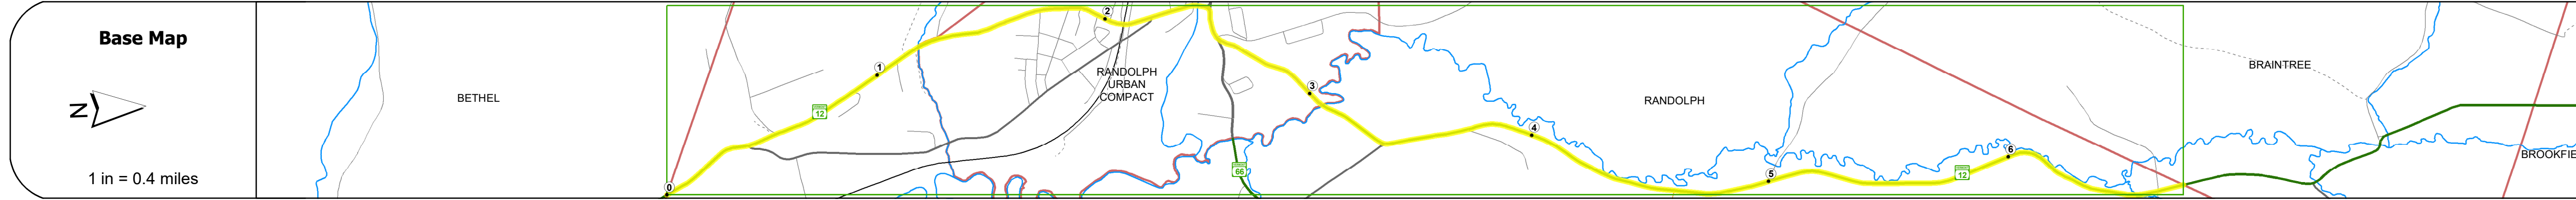 Base Map
N
1 in = 0.4 miles
BETHEL
0
12
1
2
RANDOLPH
URBAN
COMPACT
66
3
4
RANDOLPH
5
12
6
BRAINTREE
BROOKFIE